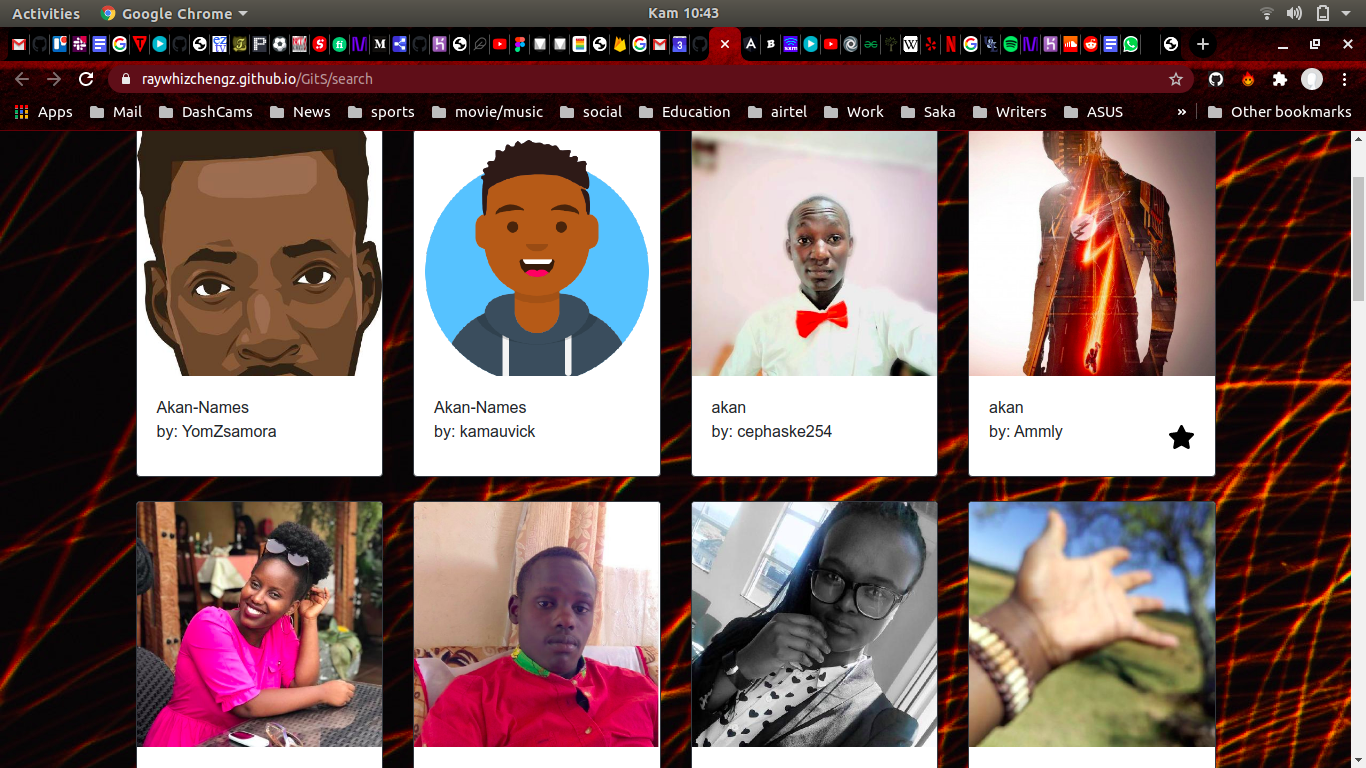 Activities Google Chrome Kam 10:43
raywhizchengz.github.io/GitS/search
Apps Mail DashCams News sports movie/music social Education airtel Work Saka Writers ASUS » Other bookmarks
Akan-Names
by: YomZsamora
Akan-Names
by: kamauvick
akan
by: cephaske254
akan
by: Ammly